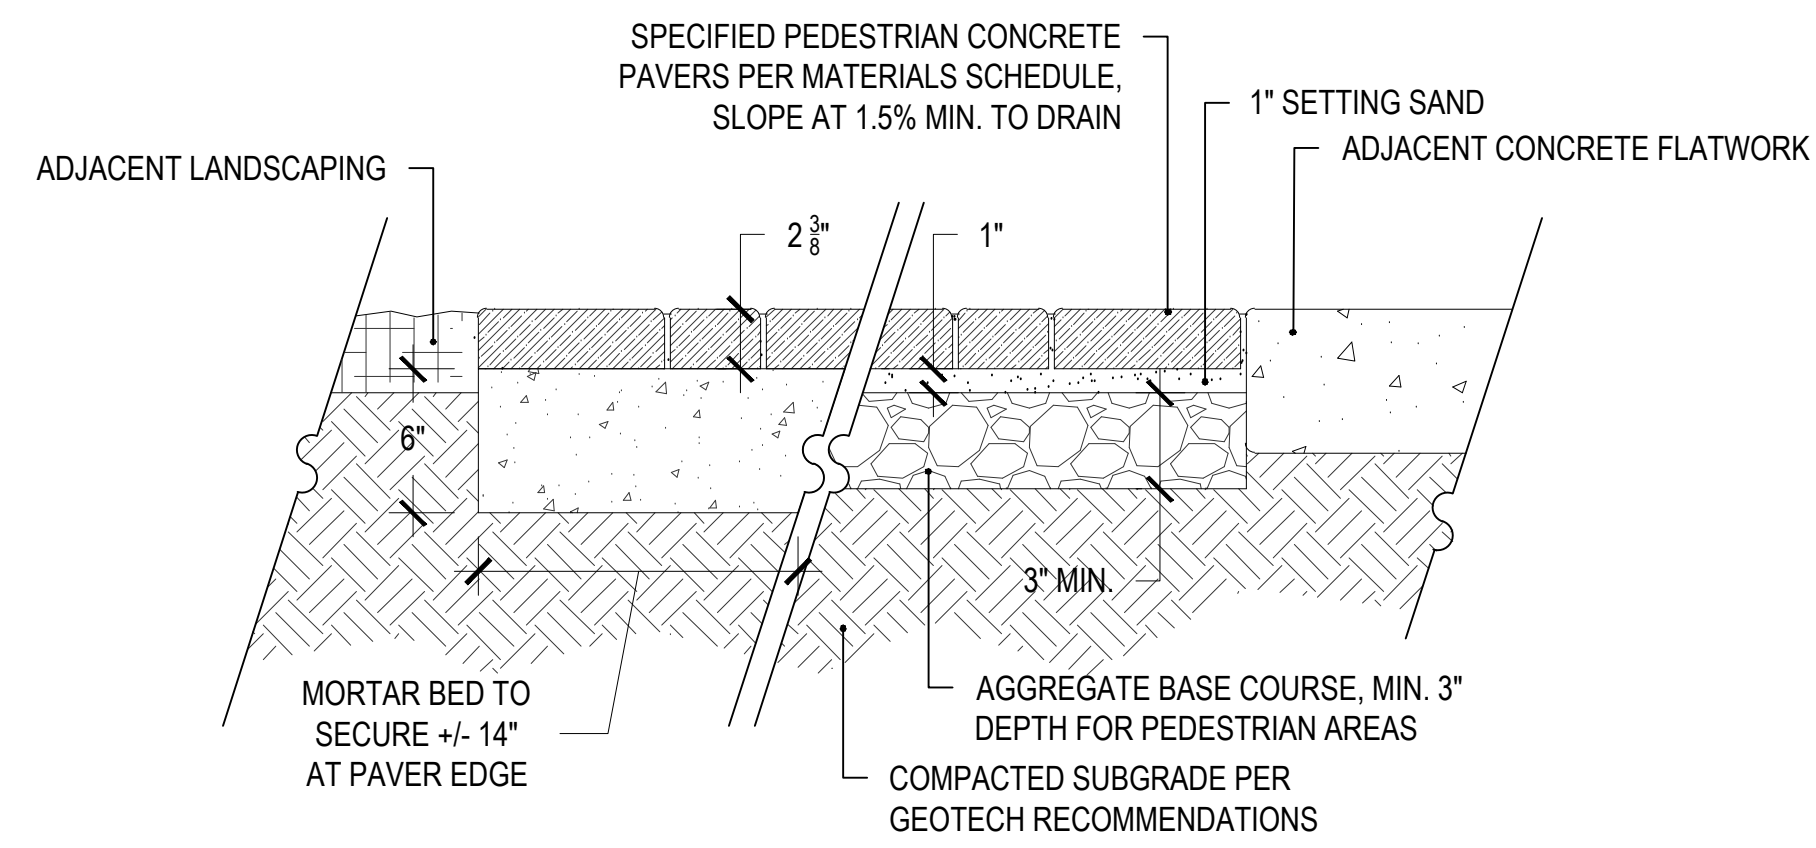 SPECIFIED PEDESTRIAN CONCRETE
PAVERS PER MATERIALS SCHEDULE,
SLOPE AT 1.5% MIN. TO DRAIN
1" SETTING SAND
ADJACENT CONCRETE FLATWORK
ADJACENT LANDSCAPING
2 3/8"
1"
6"
3" MIN.
MORTAR BED TO
SECURE +/- 14"
AT PAVER EDGE
AGGREGATE BASE COURSE, MIN. 3"
DEPTH FOR PEDESTRIAN AREAS
COMPACTED SUBGRADE PER
GEOTECH RECOMMENDATIONS